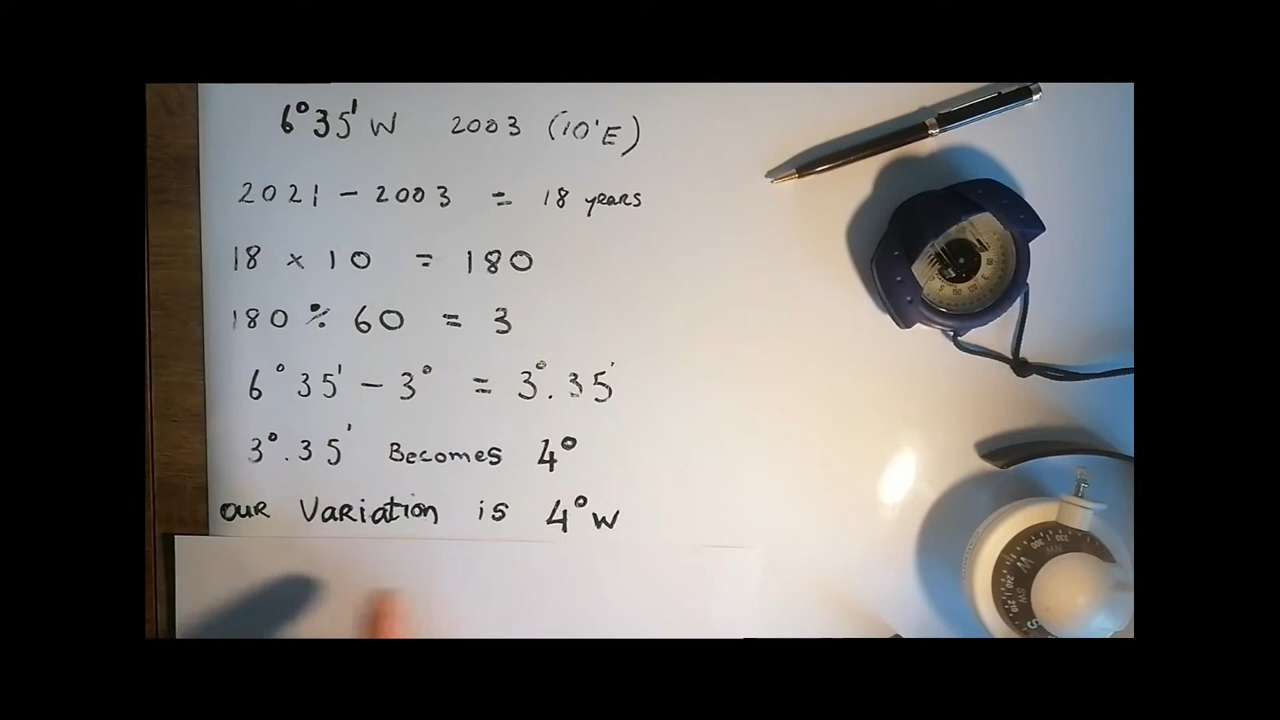 6°35' W 2003 (10'E)
2021 - 2003 = 18 years
18 × 10 = 180
180 % 60 = 3
6° 35' - 3° = 3°.35'
3°.35' Becomes 4°
OUR VARiATiON iS 4° W